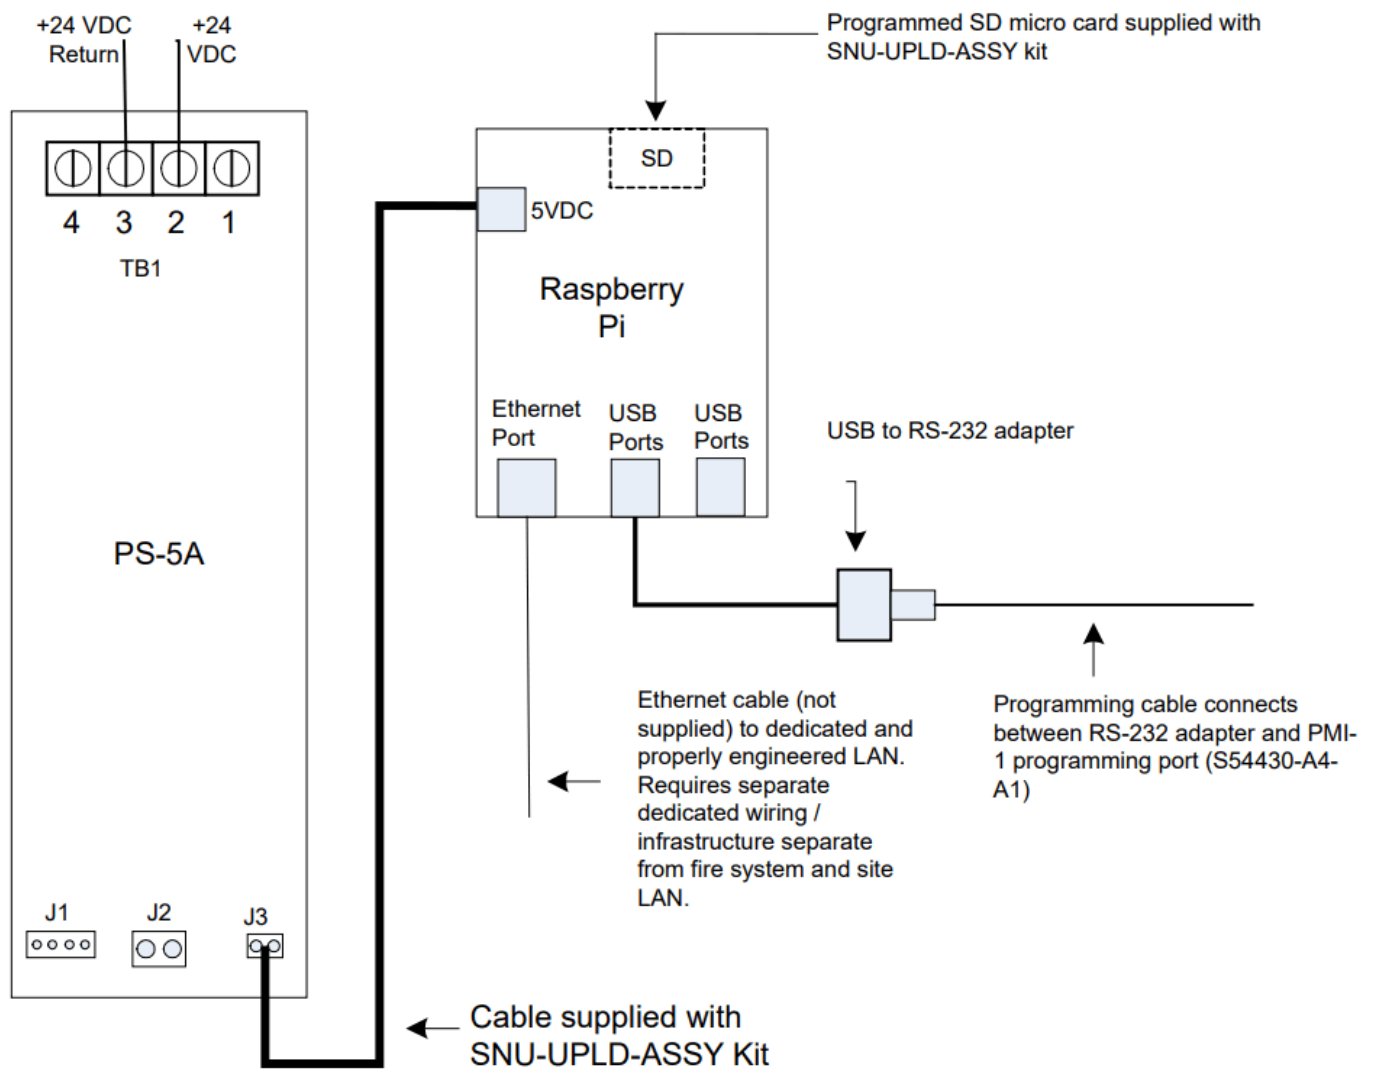 +24 VDC
Return
+24
VDC
4
3
2
1
TB1
PS-5A
J1
J2
J3
Programmed SD micro card supplied with
SNU-UPLD-ASSY kit
SD
5VDC
Raspberry
Pi
Ethernet
Port
USB
Ports
USB
Ports
USB to RS-232 adapter
Ethernet cable (not
supplied) to dedicated and
properly engineered LAN.
Requires separate
dedicated wiring /
infrastructure separate
from fire system and site
LAN.
Programming cable connects
between RS-232 adapter and PMI-
1 programming port (S54430-A4-
A1)
Cable supplied with
SNU-UPLD-ASSY Kit